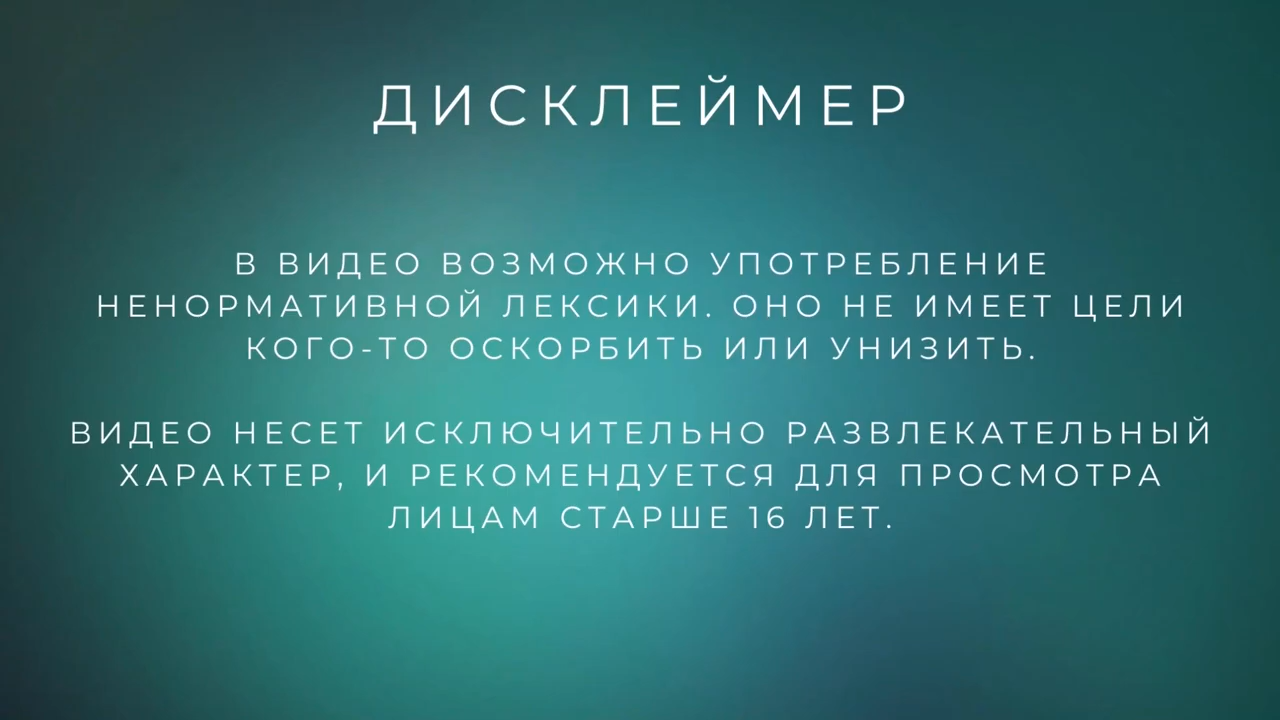 ДИСКЛЕЙМЕР
В ВИДЕО ВОЗМОЖНО УПОТРЕБЛЕНИЕ
НЕНОРМАТИВНОЙ ЛЕКСИКИ. ОНО НЕ ИМЕЕТ ЦЕЛИ
КОГО-ТО ОСКОРБИТЬ ИЛИ УНИЗИТЬ.
ВИДЕО НЕСЕТ ИСКЛЮЧИТЕЛЬНО РАЗВЛЕКАТЕЛЬНЫЙ
ХАРАКТЕР, И РЕКОМЕНДУЕТСЯ ДЛЯ ПРОСМОТРА
ЛИЦАМ СТАРШЕ 16 ЛЕТ.